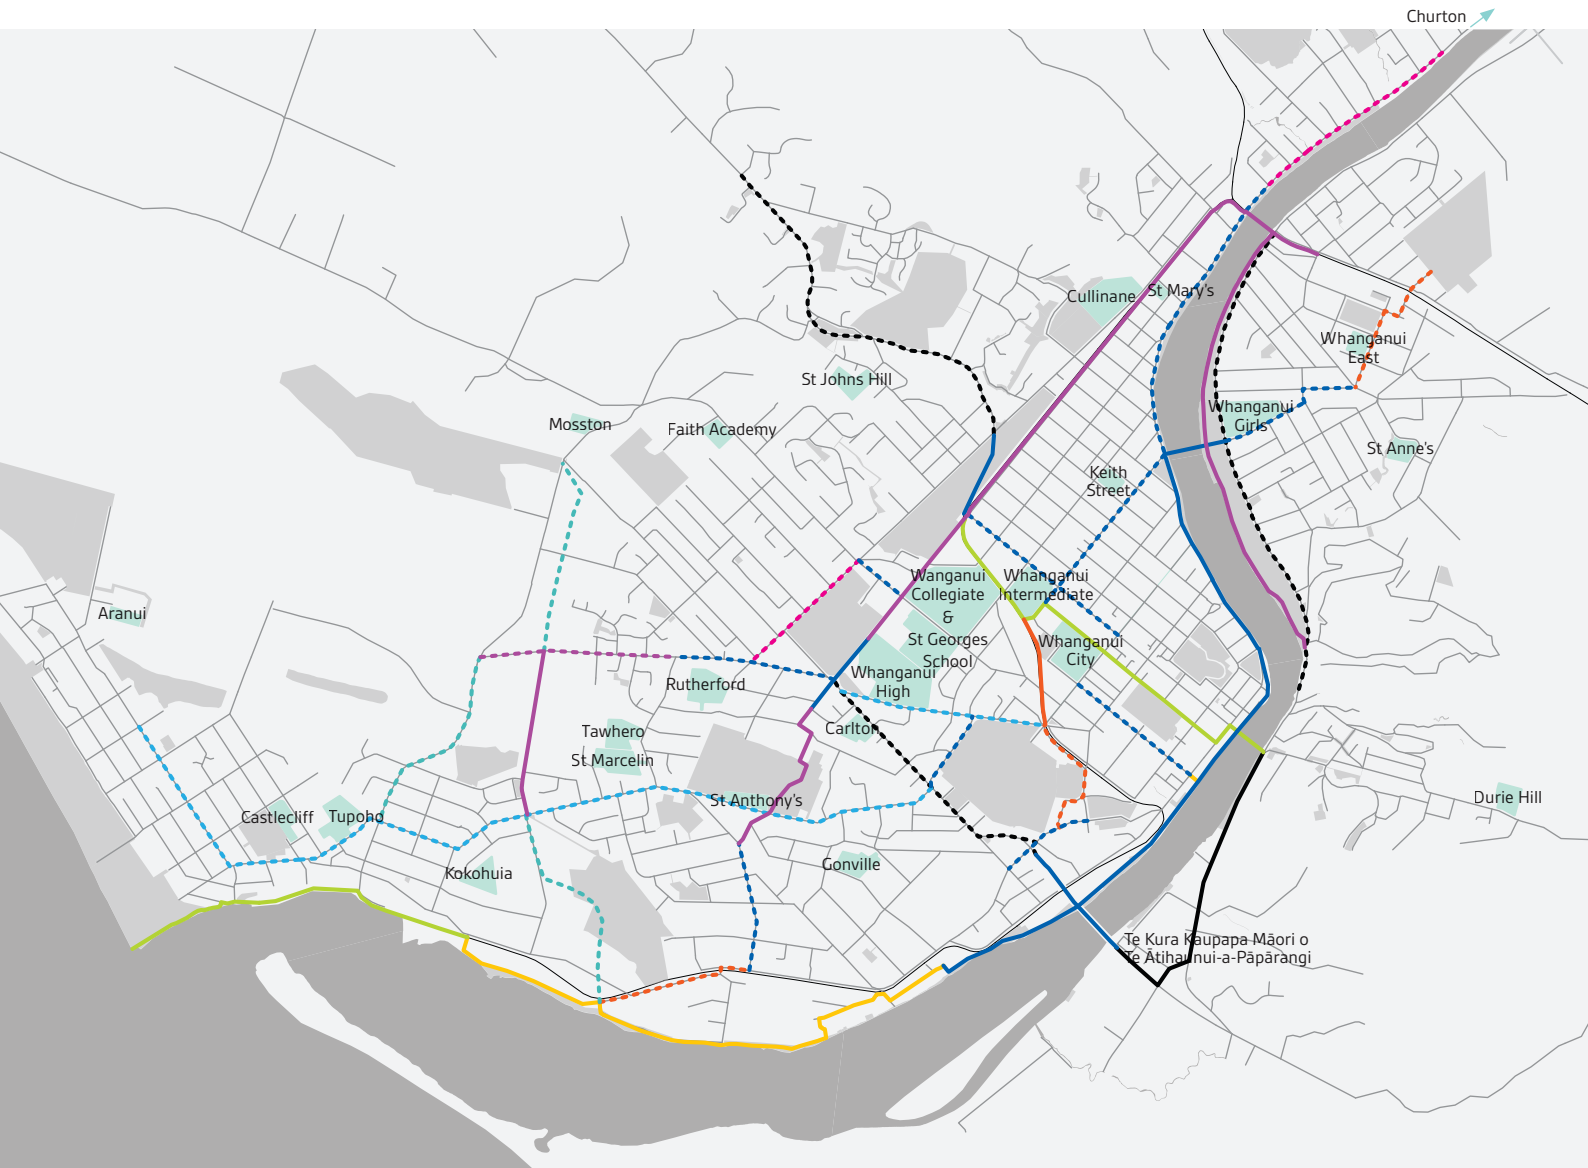 Churton
Cullinane
St Mary's
Whanganui
East
St Johns Hill
Mosston
Faith Academy
Whanganui
Girls
St Anne's
Keith
Street
Wanganui
Collegiate
&
St Georges
School
Whanganui
Intermediate
Aranui
Whanganui
City
Whanganui
High
Rutherford
Tawhero
St Marcelin
Carlton
St Anthony's
Castlecliff
Tupoho
Durie Hill
Kokohuia
Gonville
Te Kura Kaupapa Māori o
Te Ātihaunui-a-Pāpārangi